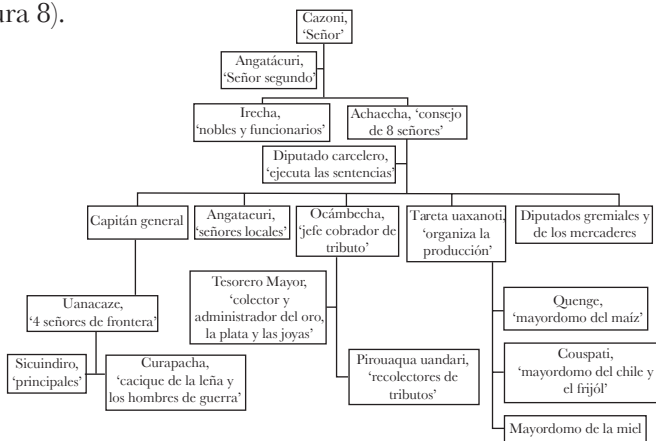 ura 8).
Cazoni,
‘Señor’
Angatácuri,
‘Señor segundo’
Irecha,
‘nobles y funcionarios’
Achaecha, ‘consejo
de 8 señores’
Diputado carcelero,
‘ejecuta las sentencias’
Capitán general
Angataeuri,
‘señores locales’
Ocámbecha,
‘jefe cobrador de
tributo’
Tareta uaxanoti,
‘organiza la
producción’
Diputados gremiales y
de los mercaderes
Uanacaze,
‘4 señores de frontera’
Tesorero Mayor,
‘colector y
administrador del oro,
la plata y las joyas’
Quenge,
‘mayordomo del maíz’
Sicuindiro,
‘principales’
Curapacha,
‘cacique de la leña y
los hombres de guerra’
Pirouaqua uandari,
‘recolectores de
tributos’
Couspati,
‘mayordomo del chile y
el frijól’
Mayordomo de la miel